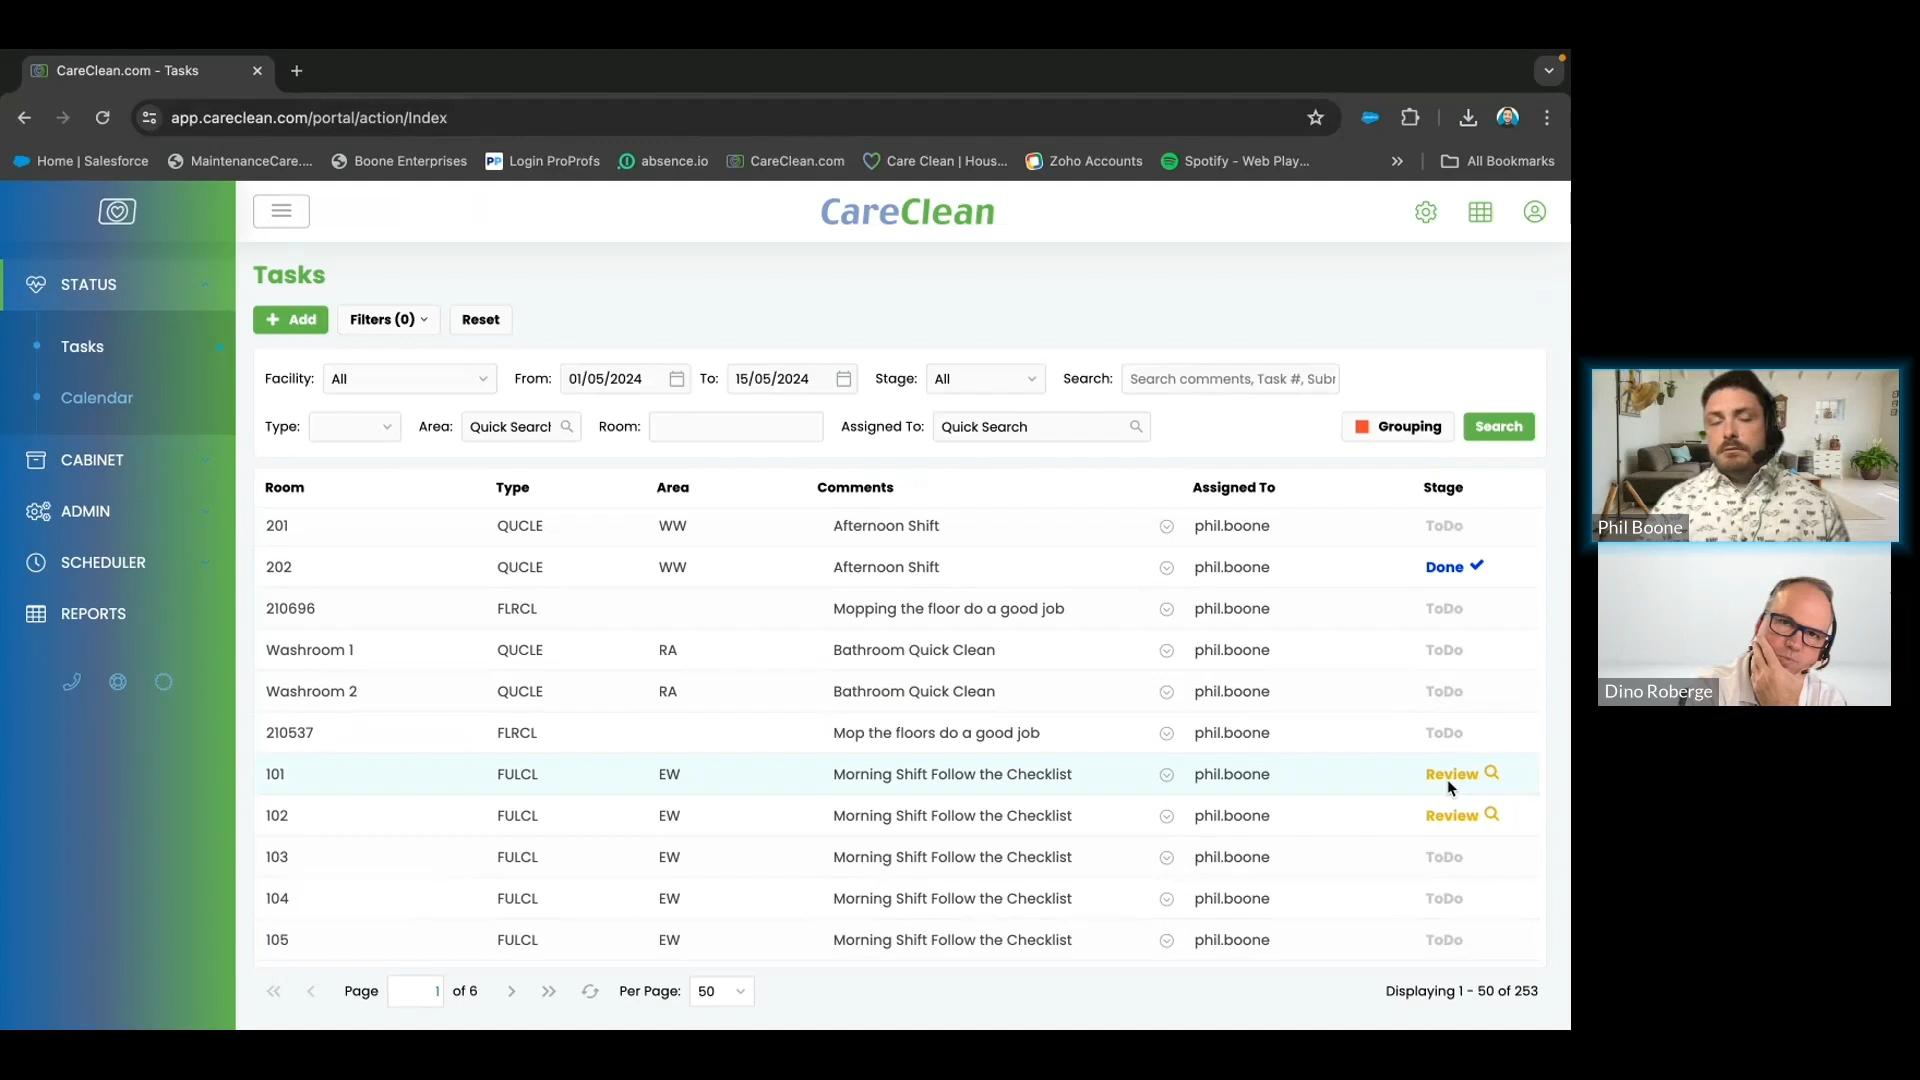 CareClean.com - Tasks
app.careclean.com/portal/action/Index
Home | Salesforce MaintenanceCare.... Boone Enterprises PP Login ProProfs absence.io CareClean.com Care Clean | Hous... Zoho Accounts Spotify - Web Play... » All Bookmarks
CareClean
STATUS
Tasks
Calendar
CABINET
ADMIN
SCHEDULER
REPORTS
Tasks
+ Add Filters (0) Reset
Facility: All From: 01/05/2024 To: 15/05/2024 Stage: All Search: Search comments, Task #, Subr
Type: Area: Quick Search Room: Assigned To: Quick Search Grouping Search
Room Type Area Comments Assigned To Stage
201 QUCLE WW Afternoon Shift phil.boone ToDo
202 QUCLE WW Afternoon Shift phil.boone Done
210696 FLRCL Mopping the floor do a good job phil.boone ToDo
Washroom 1 QUCLE RA Bathroom Quick Clean phil.boone ToDo
Washroom 2 QUCLE RA Bathroom Quick Clean phil.boone ToDo
210537 FLRCL Mop the floors do a good job phil.boone ToDo
101 FULCL EW Morning Shift Follow the Checklist phil.boone Review
102 FULCL EW Morning Shift Follow the Checklist phil.boone Review
103 FULCL EW Morning Shift Follow the Checklist phil.boone ToDo
104 FULCL EW Morning Shift Follow the Checklist phil.boone ToDo
105 FULCL EW Morning Shift Follow the Checklist phil.boone ToDo
Page 1 of 6 Per Page: 50 Displaying 1 - 50 of 253
Phil Boone
Dino Roberge